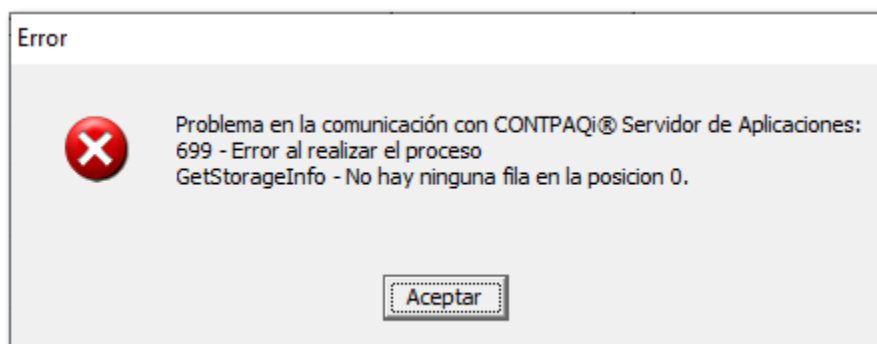 Error
Problema en la comunicación con CONTPAQi® Servidor de Aplicaciones:
699 - Error al realizar el proceso
GetStorageInfo - No hay ninguna fila en la posicion 0.
Aceptar